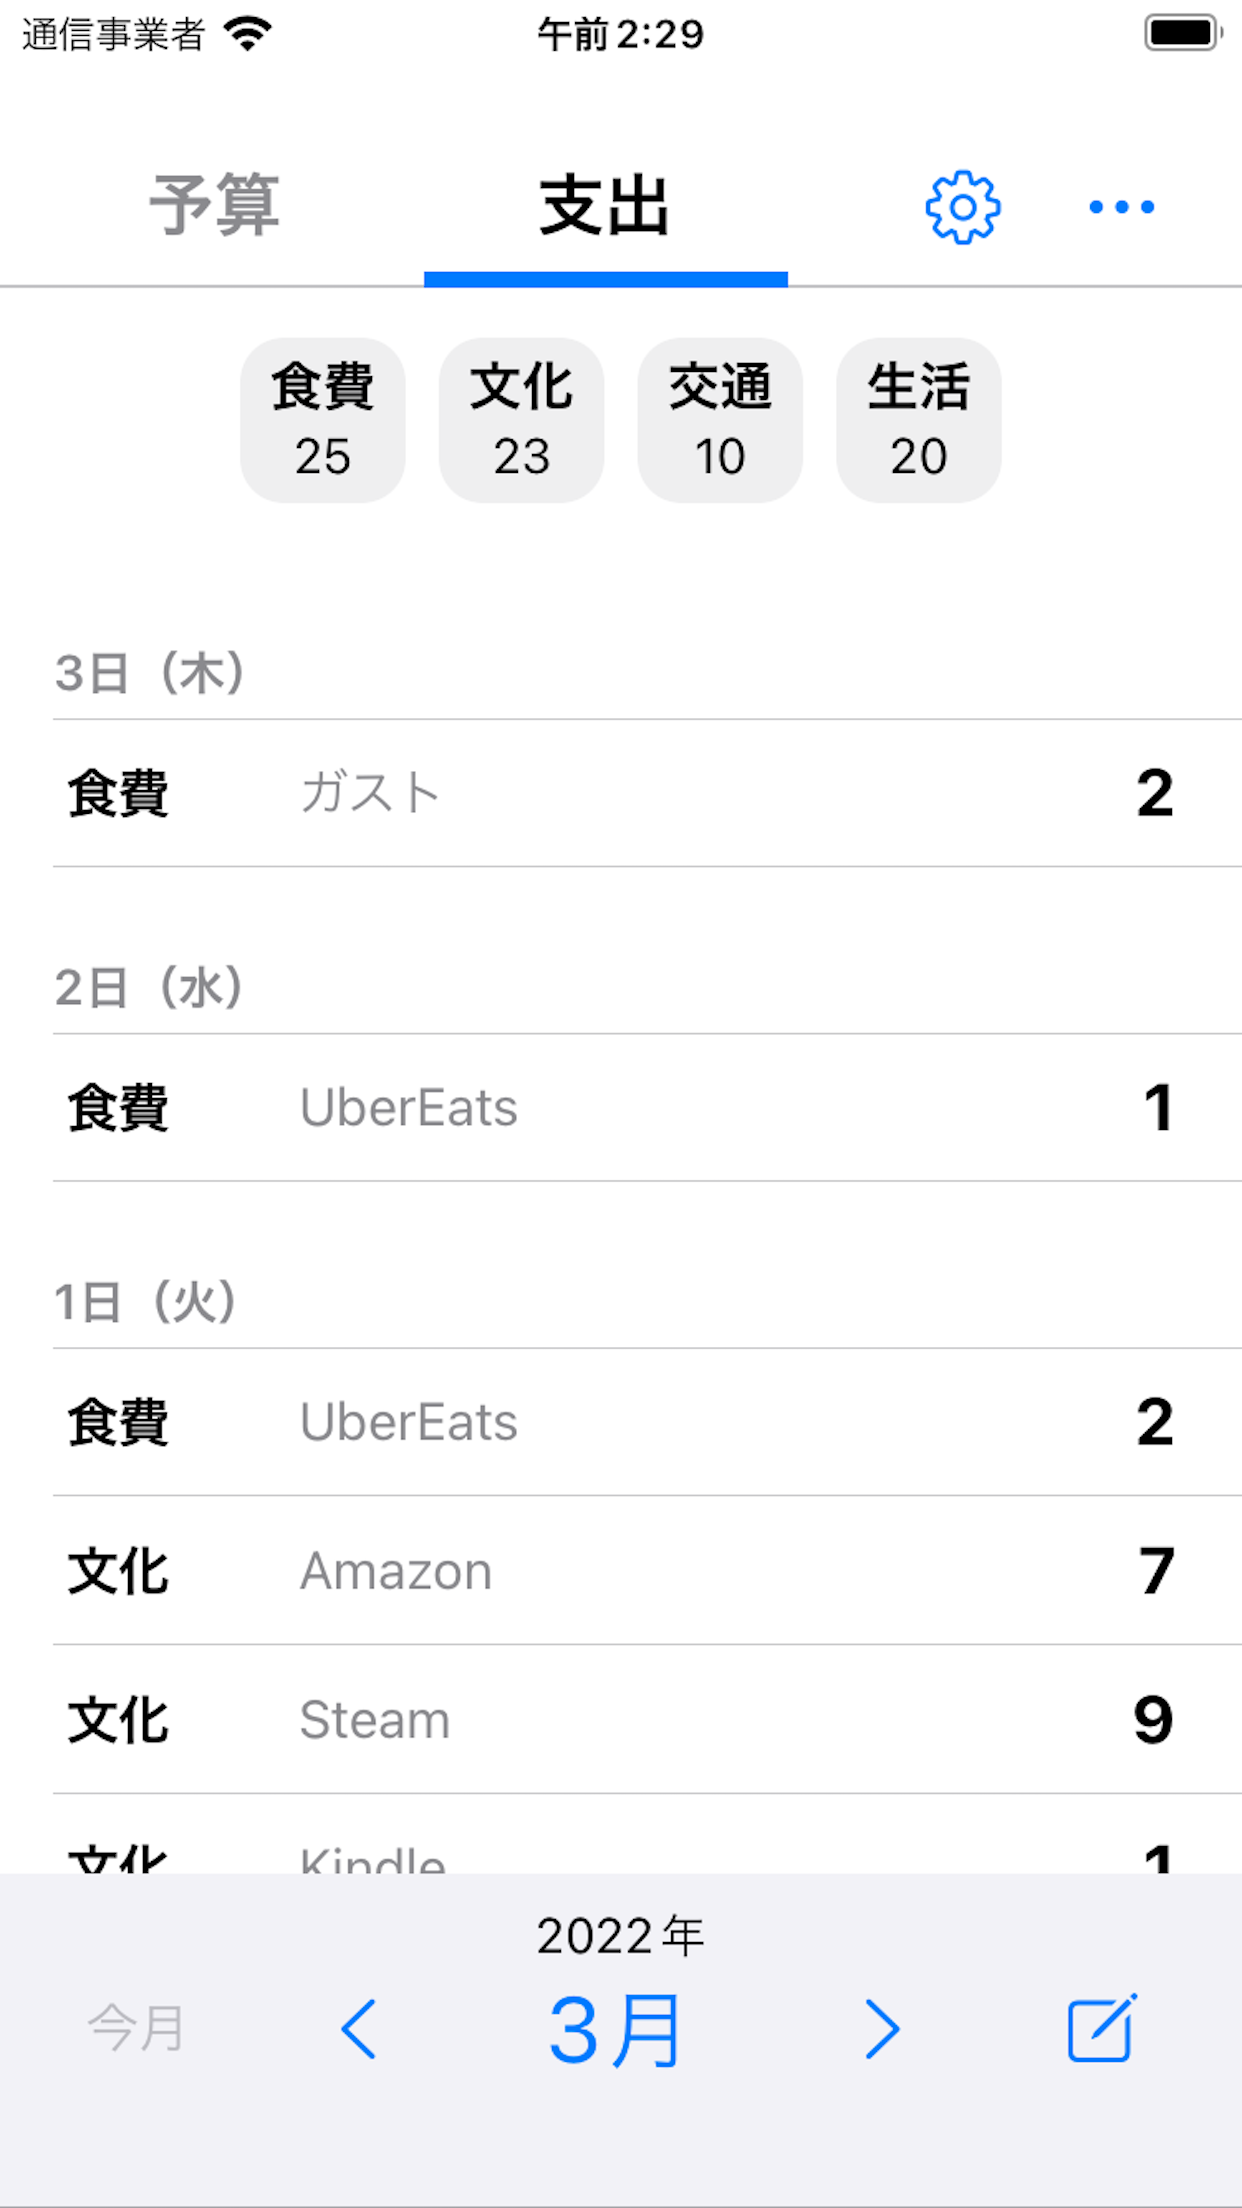 通信事業者 午前2:29
予算 支出
食費 文化 交通 生活
25 23 10 20
3日（木）
食費 ガスト 2
2日（水）
食費 UberEats 1
1日（火）
食費 UberEats 2
文化 Amazon 7
文化 Steam 9
文化 Kindle 1
2022年
今月 3月